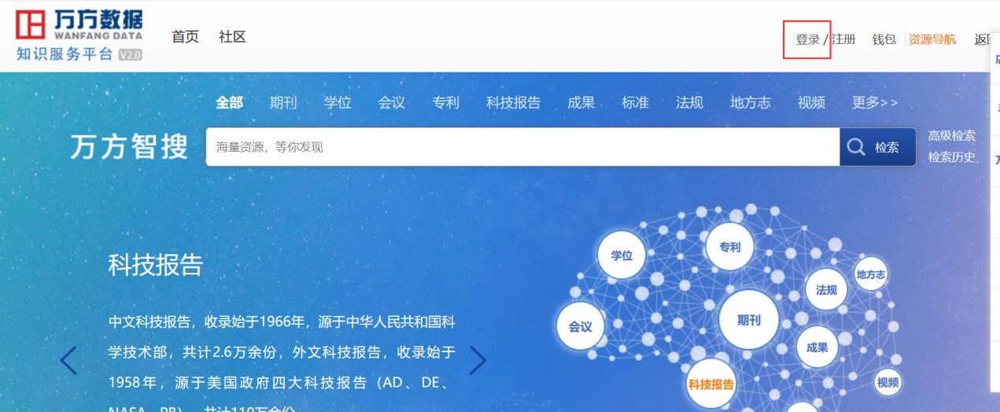 万方数据
WANFANG DATA
知识服务平台 V2.0
首页 社区
登录 / 注册 钱包 资源导航
全部 期刊 学位 会议 专利 科技报告 成果 标准 法规 地方志 视频 更多>>
万方智搜
海量资源，等你发现
检索
高级检索
检索历史
科技报告
中文科技报告，收录始于1966年，源于中华人民共和国科
学技术部，共计2.6万余份，外文科技报告，收录始于
1958年，源于美国政府四大科技报告（AD、DE、
NASA、PB），共计110万余份。
学位
专利
地方志
法规
会议
期刊
成果
科技报告
视频